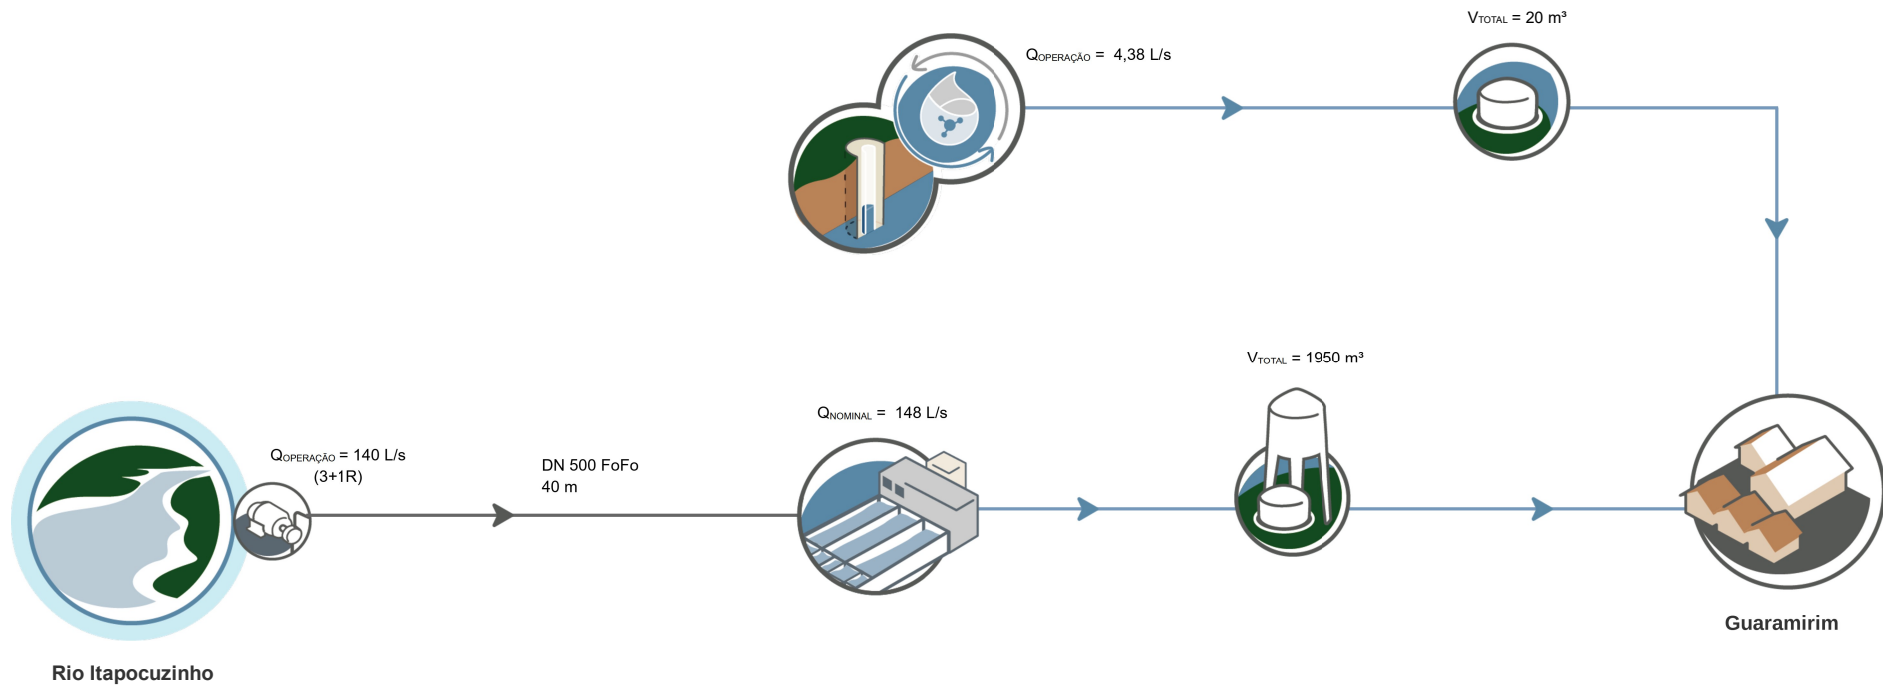 VTOTAL = 20 m³
QOPERAÇÃO = 4,38 L/s
VTOTAL = 1950 m³
QNOMINAL = 148 L/s
QOPERAÇÃO = 140 L/s
(3+1R)
DN 500 FoFo
40 m
Guaramirim
Rio Itapocuzinho